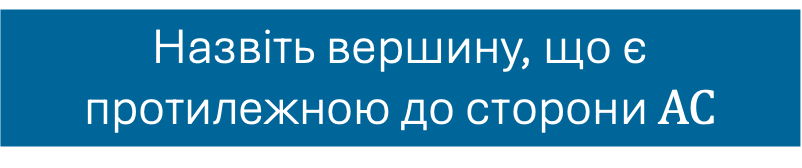 Назвіть вершину, що є
протилежною до сторони AC